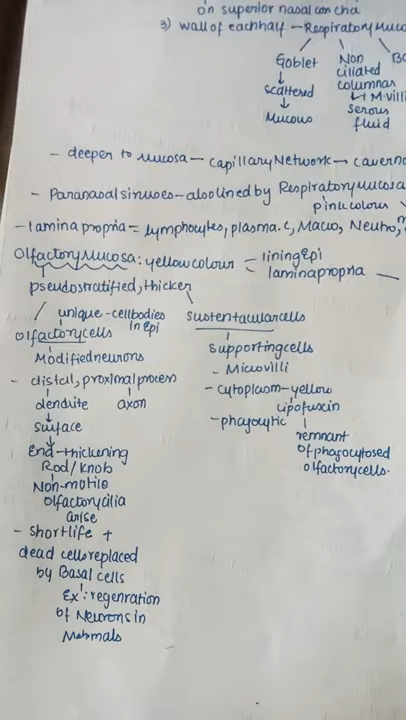 on superior nasal con cha
3) wall of each half - Respiratory Muco
Goblet Non Ba
scattered ciliated
Mucous columnar
M.villi
serous
fluid
- deeper to mucosa - capillary Network - caverno
- Paranasal sinuses - also lined by Respiratory mucosa
pink colour
- lamina propria = lymphocytes, plasma.c, Macro, Neutro,
Olfactory Mucosa : yellow colour - lining Epi
lamina propria -
pseudostratified, thicker
unique - cell bodies in Epi
sustentacular cells
Olfactory cells
Modified neurons
- distal, proximal process
dendrite axon
surface
End-thickening
Rod/knob
Non-motile
olfactory cilia
arise
- short life +
dead cells replaced
by Basal cells
Ex: regenration
of Neurons in
Mammals
supporting cells
- Microvilli
- cytoplasm - yellow
Lipofuscin
- phagocytic
remnant
of phagocytosed
olfactory cells.